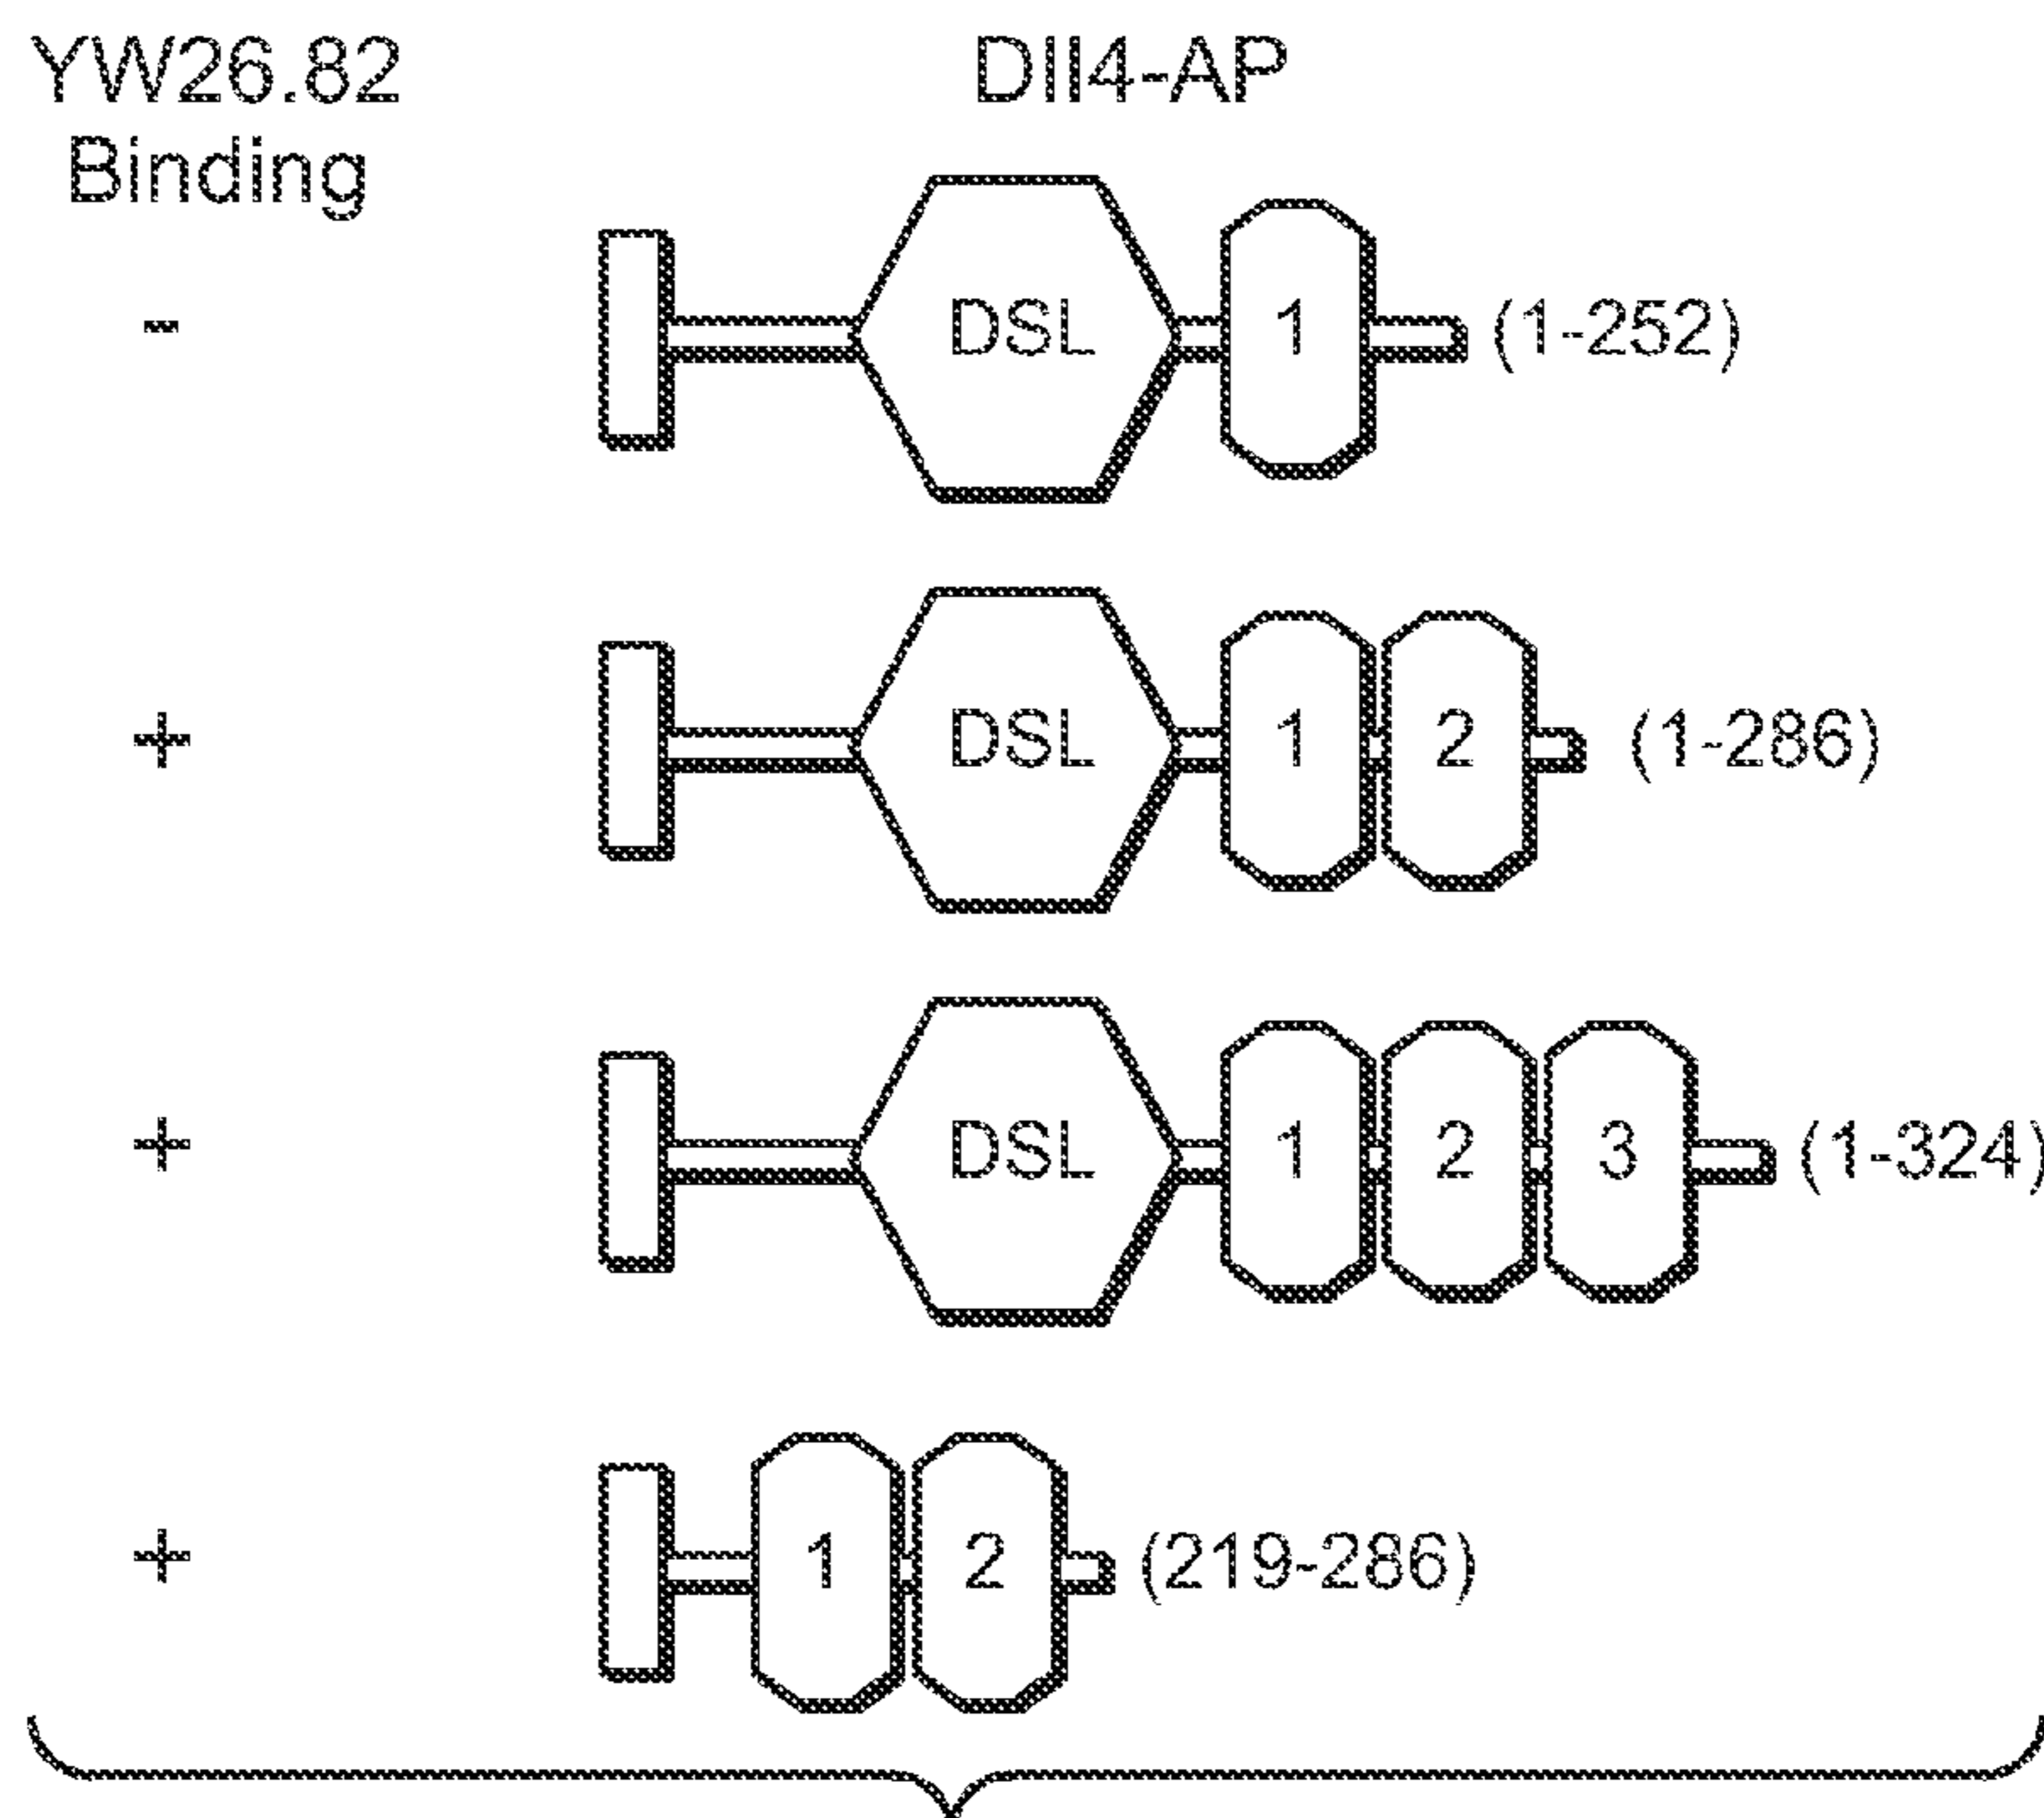 YW26.82 Dll4-AP
Binding
- DSL 1 (1-252)
+ DSL 1 2 (1-286)
+ DSL 1 2 3 (1-324)
+ 1 2 (219-286)